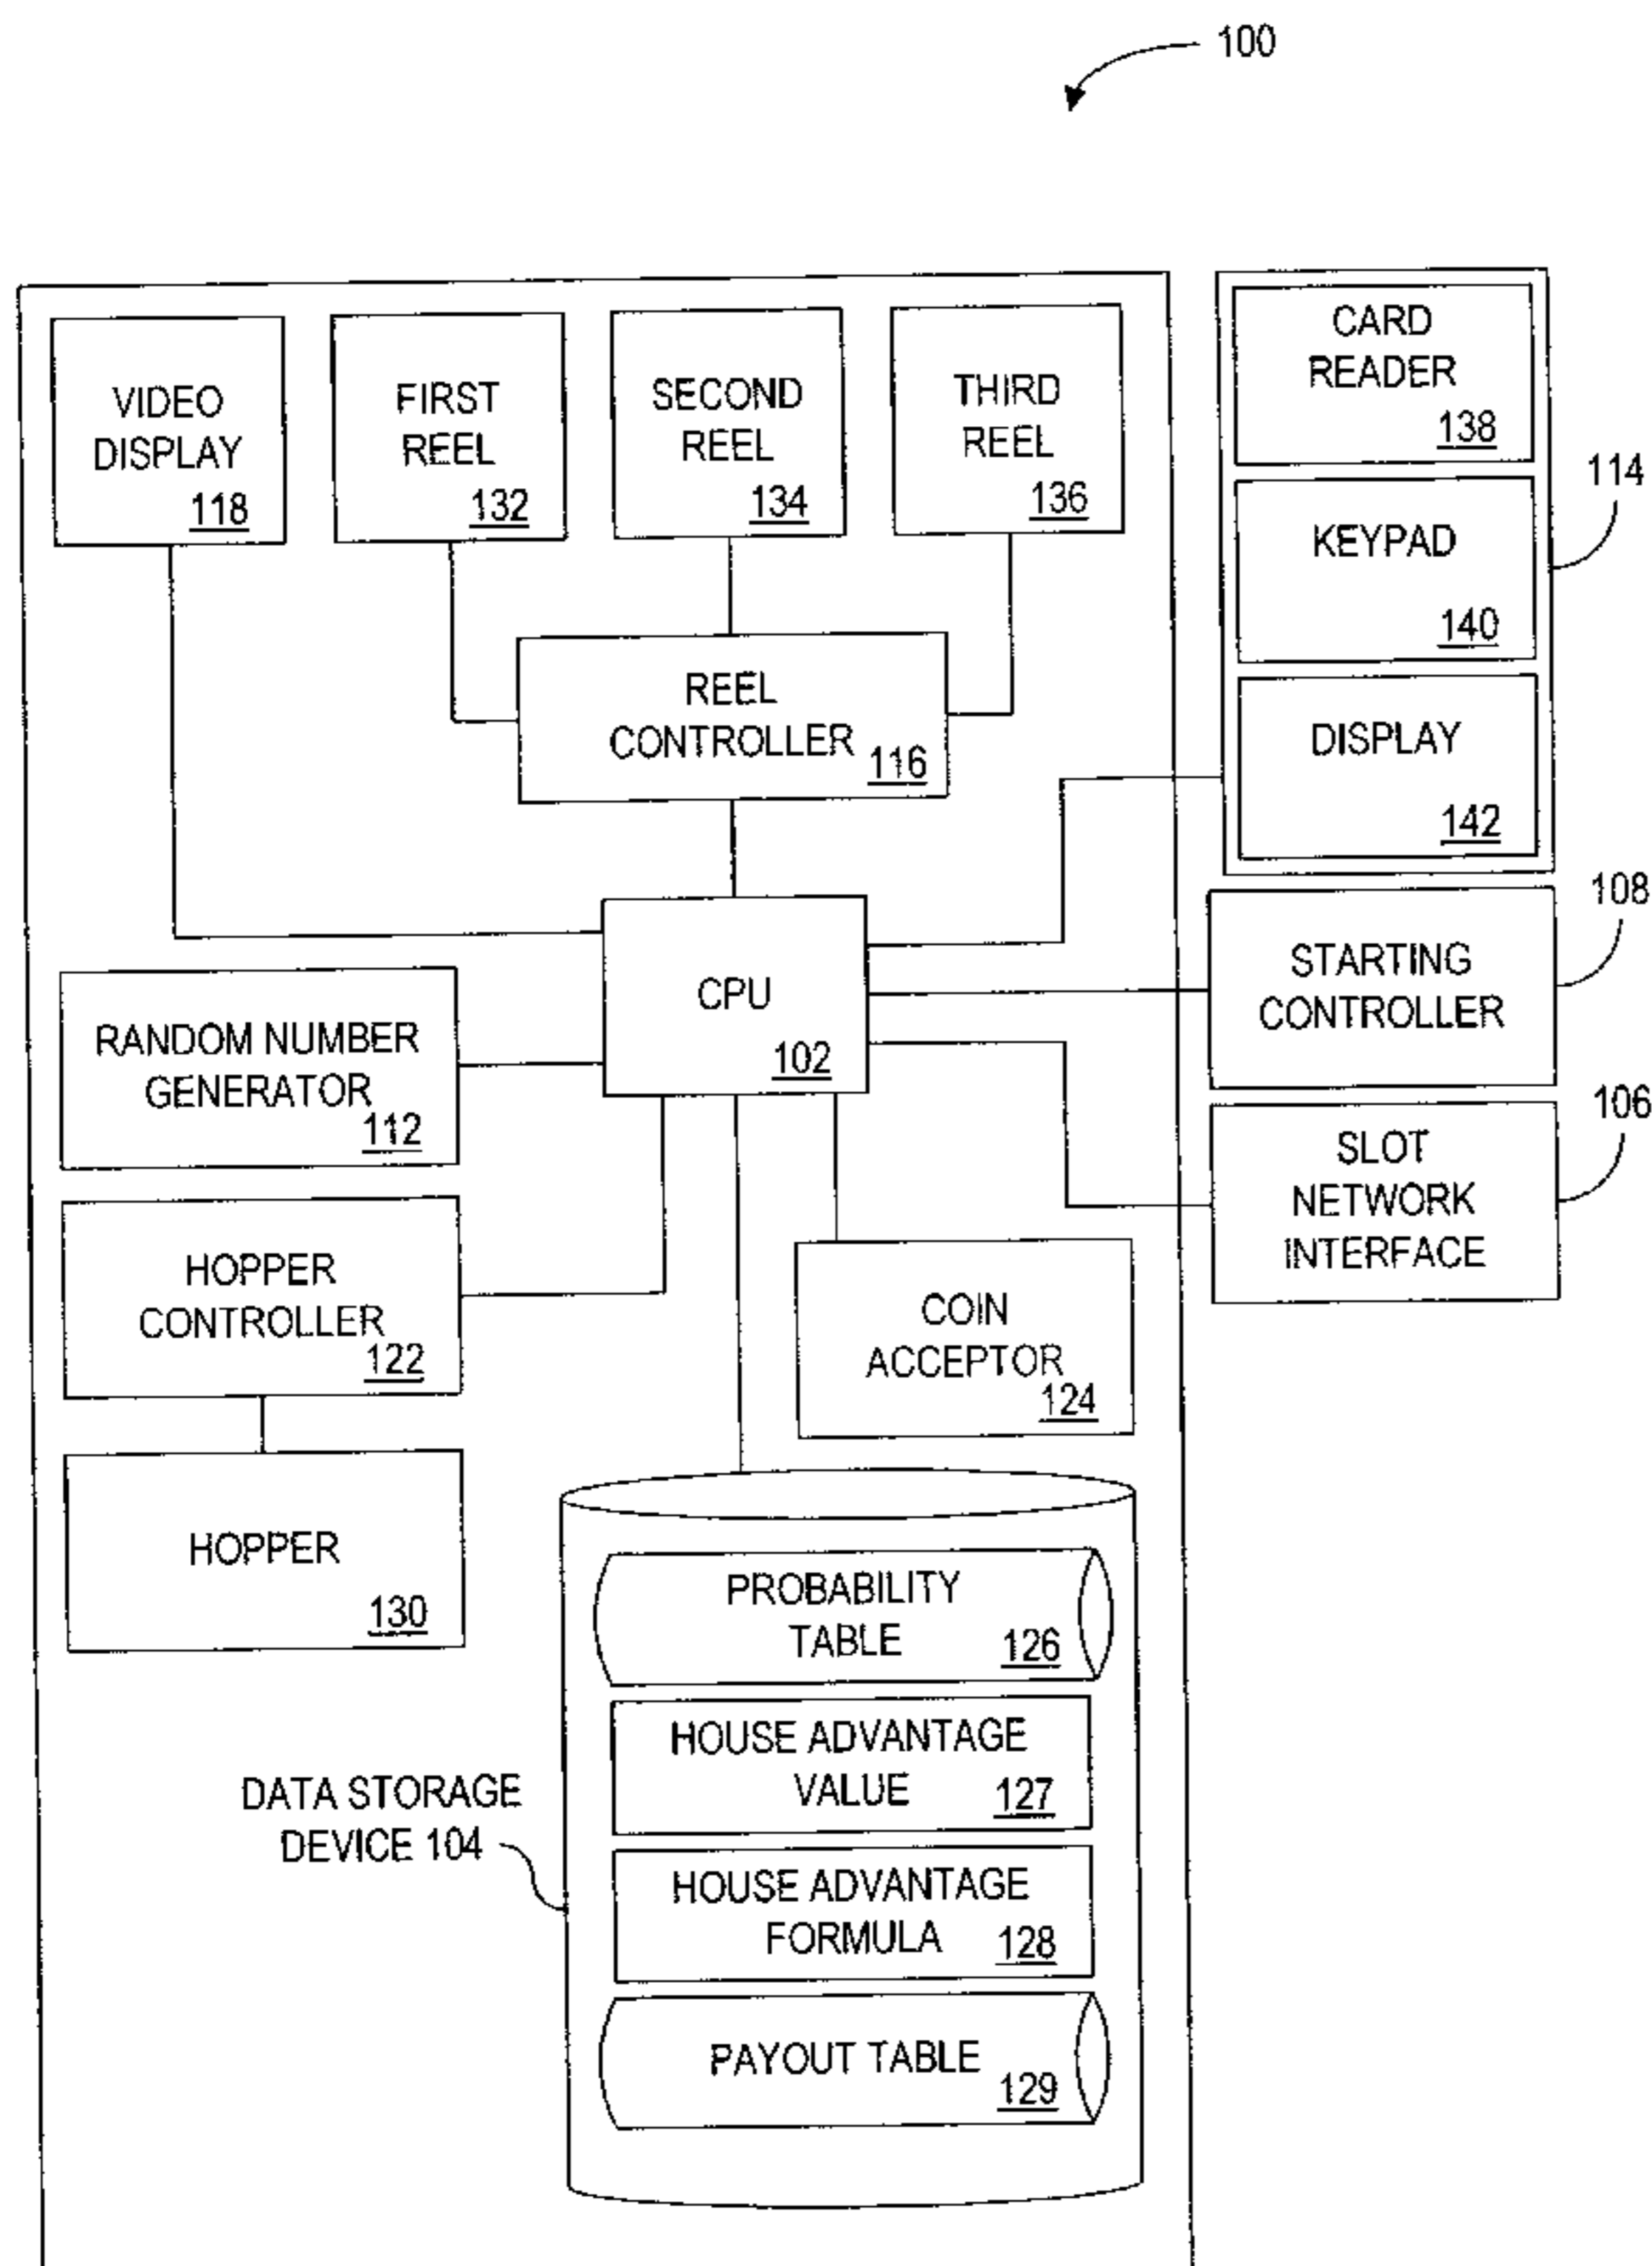 100
VIDEO
DISPLAY
118
FIRST
REEL
132
SECOND
REEL
134
THIRD
REEL
136
CARD
READER
138
KEYPAD
140
DISPLAY
142
114
REEL
CONTROLLER
116
CPU
102
STARTING
CONTROLLER
108
RANDOM NUMBER
GENERATOR
112
SLOT
NETWORK
INTERFACE
106
HOPPER
CONTROLLER
122
COIN
ACCEPTOR
124
HOPPER
130
DATA STORAGE
DEVICE 104
PROBABILITY
TABLE
126
HOUSE ADVANTAGE
VALUE
127
HOUSE ADVANTAGE
FORMULA
128
PAYOUT TABLE
129